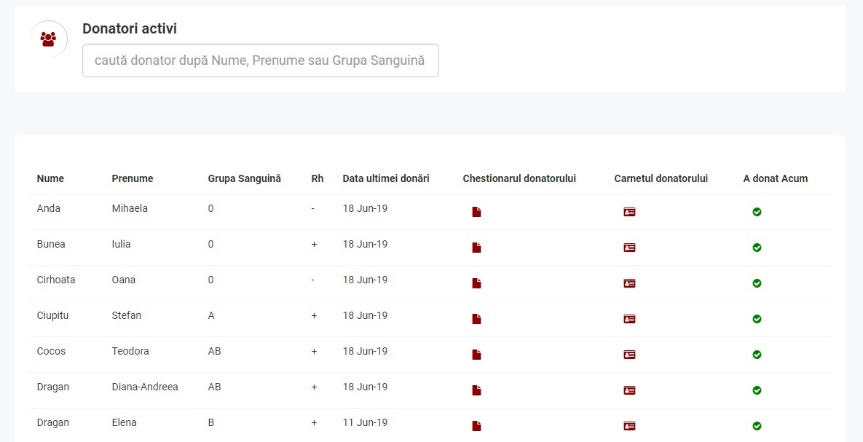 Donatori activi
caută donator după Nume, Prenume sau Grupa Sanguină
Nume Prenume Grupa Sanguină Rh Data ultimei donări Chestionarul donatorului Carnetul donatorului A donat Acum
Anda Mihaela 0 - 18 Jun-19
Bunea Iulia 0 + 18 Jun-19
Cirhoata Oana 0 - 18 Jun-19
Ciupitu Stefan A + 18 Jun-19
Cocos Teodora AB + 18 Jun-19
Dragan Diana-Andreea AB + 18 Jun-19
Dragan Elena B + 11 Jun-19